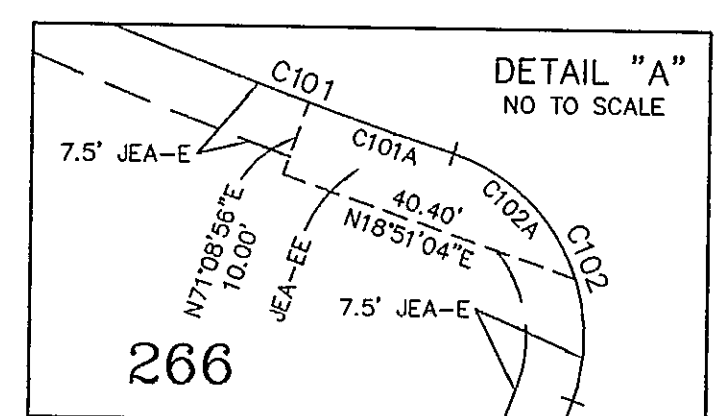 DETAIL "A"
NO TO SCALE
C101
C101A
C102A
C102
7.5' JEA-E
N71°08'56"E
10.00'
JEA-EE
40.40'
N18°51'04"E
7.5' JEA-E
266